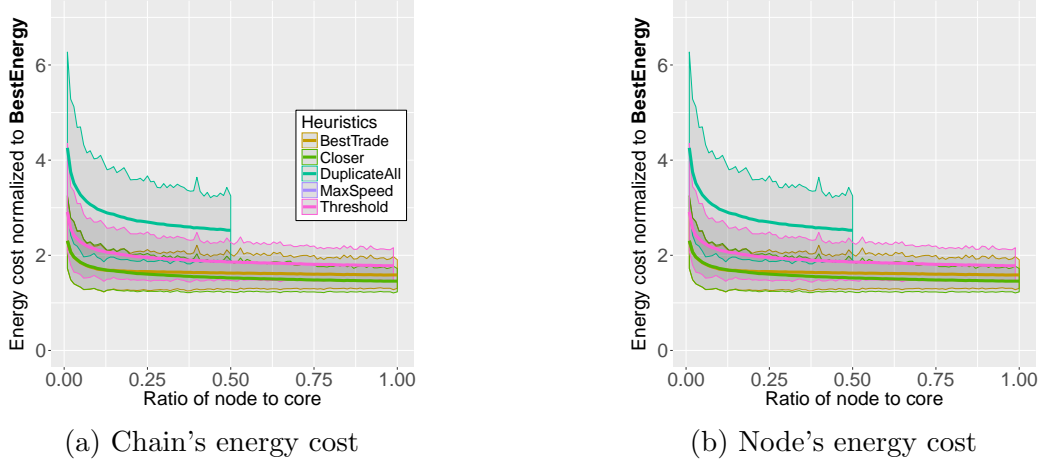 Energy cost normalized to BestEnergy
6
4
2
0
Heuristics
BestTrade
Closer
DuplicateAll
MaxSpeed
Threshold
0.00 0.25 0.50 0.75 1.00
Ratio of node to core
(a) Chain's energy cost
Energy cost normalized to BestEnergy
6
4
2
0
0.00 0.25 0.50 0.75 1.00
Ratio of node to core
(b) Node's energy cost